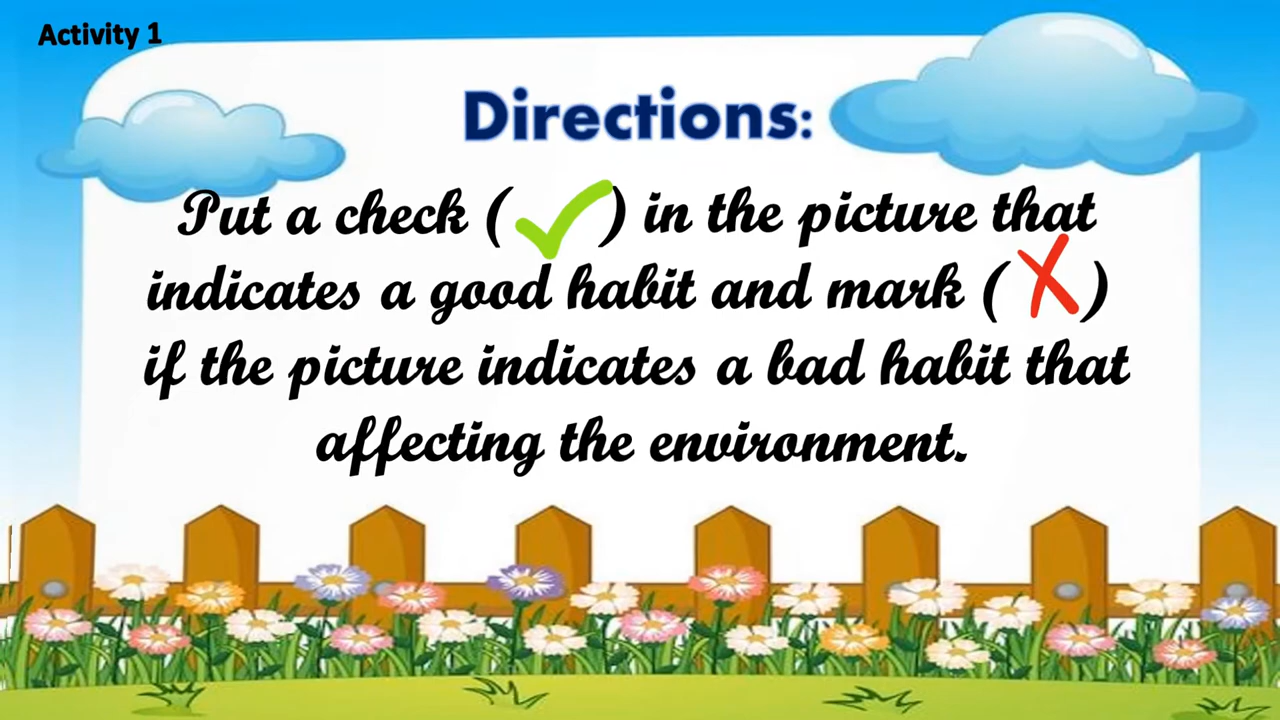 Activity 1
Directions:
Put a check ( ✓ ) in the picture that
indicates a good habit and mark ( X )
if the picture indicates a bad habit that
affecting the environment.